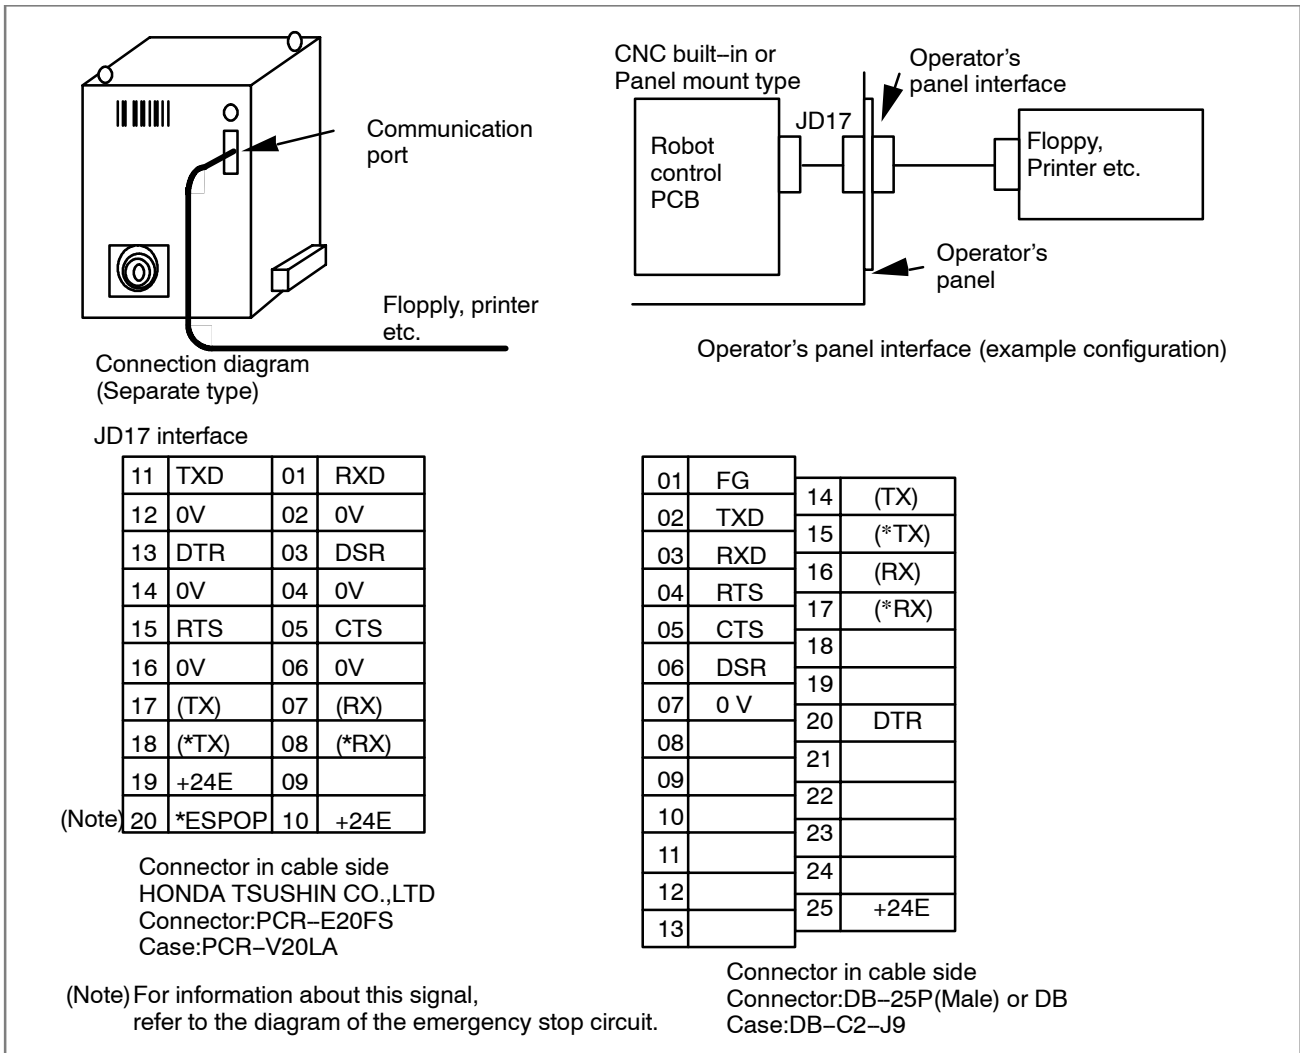 Communication
port
Flopply, printer
etc.
Connection diagram
(Separate type)
CNC built–in or
Panel mount type
Operator's
panel interface
JD17
Robot
control
PCB
Floppy,
Printer etc.
Operator's
panel
Operator's panel interface (example configuration)
JD17 interface
11 TXD 01 RXD
12 0V 02 0V
13 DTR 03 DSR
14 0V 04 0V
15 RTS 05 CTS
16 0V 06 0V
17 (TX) 07 (RX)
18 (*TX) 08 (*RX)
19 +24E 09
(Note) 20 *ESPOP 10 +24E
Connector in cable side
HONDA TSUSHIN CO.,LTD
Connector:PCR–E20FS
Case:PCR–V20LA
(Note) For information about this signal,
refer to the diagram of the emergency stop circuit.
01 FG
02 TXD
03 RXD
04 RTS
05 CTS
06 DSR
07 0 V
08
09
10
11
12
13
14 (TX)
15 (*TX)
16 (RX)
17 (*RX)
18
19
20 DTR
21
22
23
24
25 +24E
Connector in cable side
Connector:DB–25P(Male) or DB
Case:DB–C2–J9